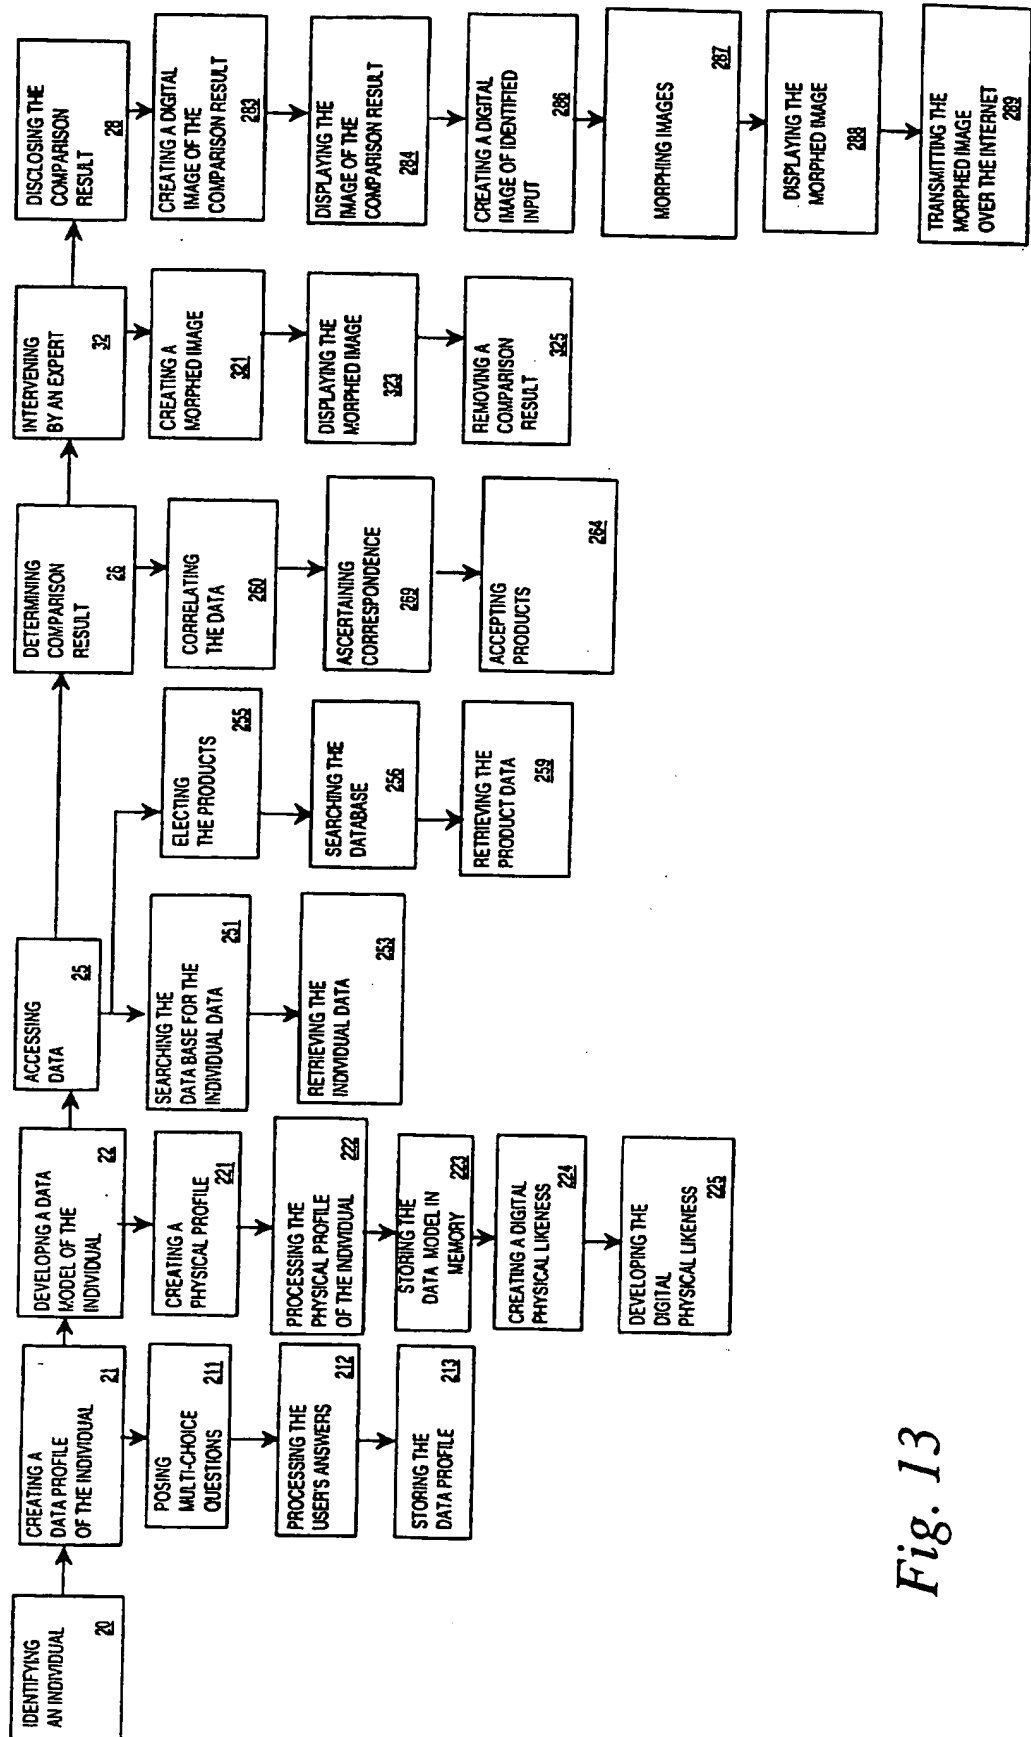 IDENTIFYING
AN INDIVIDUAL
20
CREATING A
DATA PROFILE
OF THE INDIVIDUAL
21
POSING
MULTI-CHOICE
QUESTIONS
211
PROCESSING THE
USER'S ANSWERS
212
STORING THE
DATA PROFILE
213
DEVELOPNG A DATA
MODEL OF THE
INDIVIDUAL
22
CREATING A
PHYSICAL PROFILE
221
PROCESSING THE
PHYSICAL PROFILE
OF THE INDIVIDUAL
222
STORING THE
DATA MODEL IN
MEMORY
223
CREATING A DIGITAL
PHYSICAL LIKENESS
224
DEVELOPING THE
DIGITAL
PHYSICAL LIKENESS
225
ACCESSING
DATA
25
SEARCHING THE
DATA BASE FOR THE
INDIVIDUAL DATA
251
RETRIEVING THE
INDIVIDUAL DATA
253
ELECTING
THE PRODUCTS
255
SEARCHING THE
DATABASE
256
RETRIEVING THE
PRODUCT DATA
259
DETERMINING
COMPARISON
RESULT
26
CORRELATING
THE DATA
260
ASCERTAINING
CORRESPONDENCE
269
ACCEPTING
PRODUCTS
264
INTERVENING
BY AN EXPERT
32
CREATING A
MORPHED IMAGE
321
DISPLAYING THE
MORPHED IMAGE
323
REMOVING A
COMPARISON
RESULT
325
DISCLOSING THE
COMPARISON
RESULT
28
CREATING A DIGITAL
IMAGE OF THE
COMPARISON RESULT
283
DISPLAYING THE
IMAGE OF THE
COMPARISON RESULT
284
CREATING A DIGITAL
IMAGE OF IDENTIFIED
INPUT
286
MORPHING IMAGES
287
DISPLAYING THE
MORPHED IMAGE
288
TRANSMITTING THE
MORPHED IMAGE
OVER THE INTERNET
289
Fig. 13